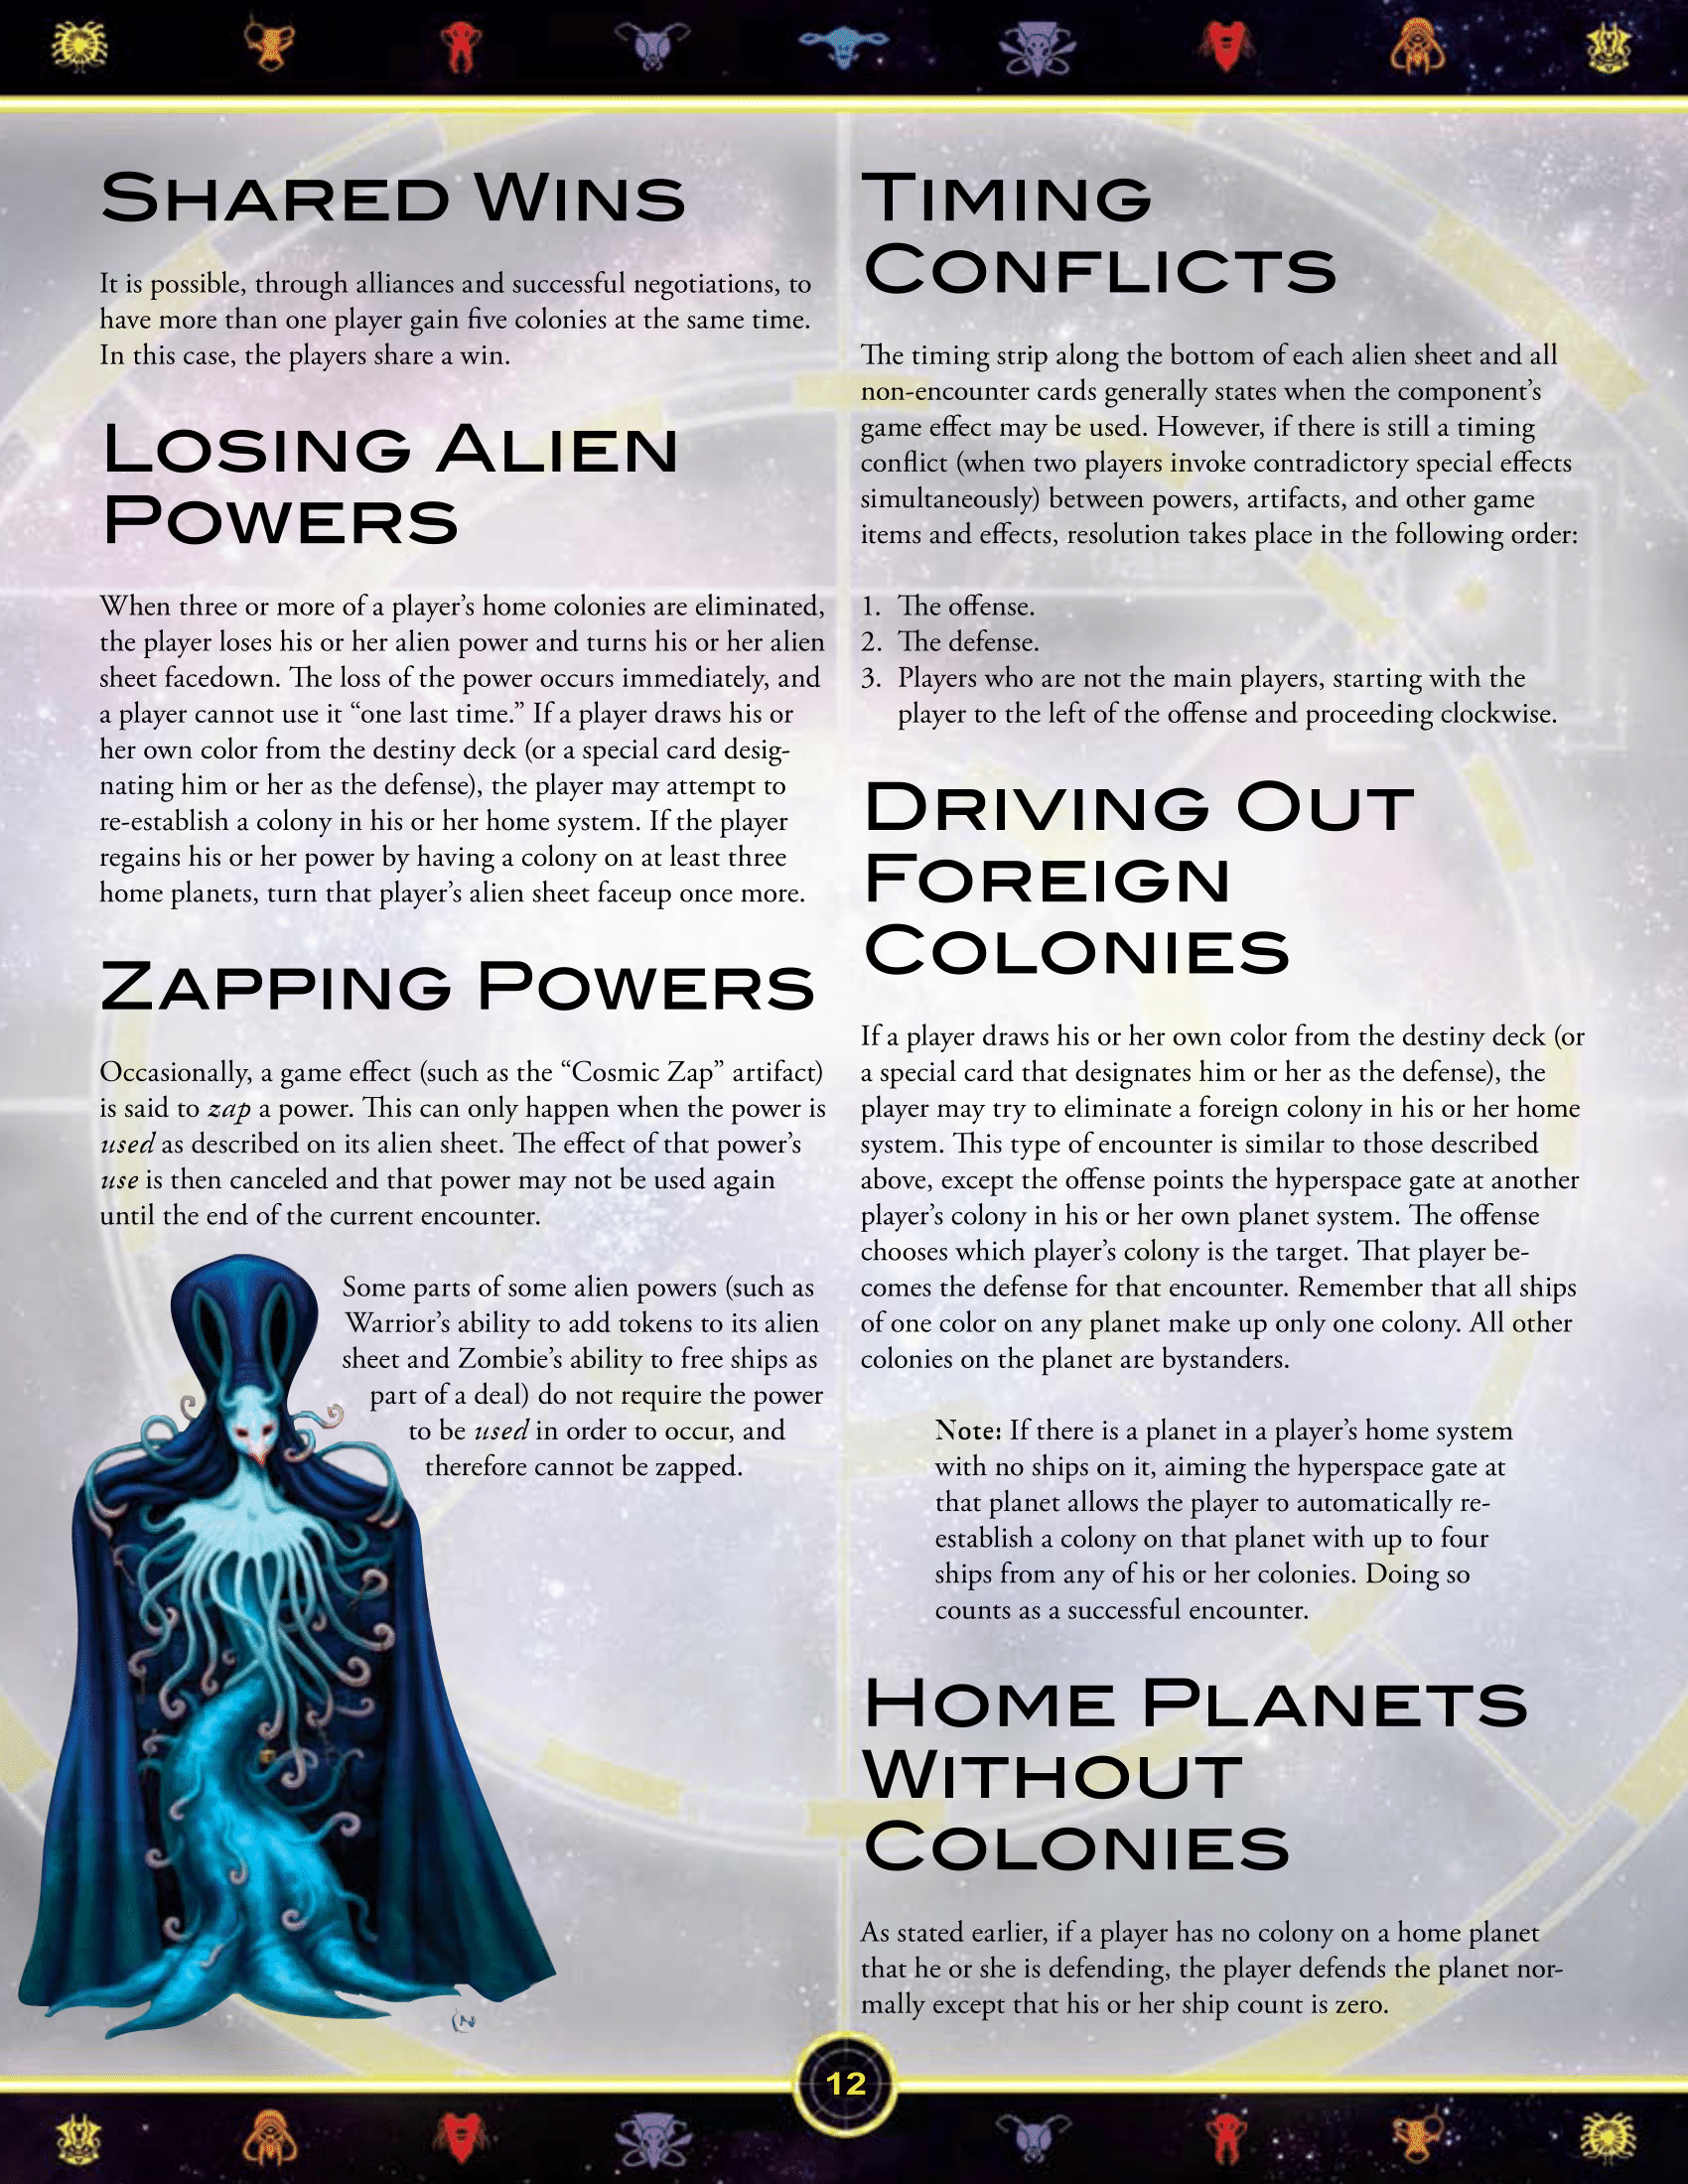 Shared Wins
It is possible, through alliances and successful negotiations, to
have more than one player gain five colonies at the same time.
In this case, the players share a win.
Losing Alien
Powers
When three or more of a player's home colonies are eliminated,
the player loses his or her alien power and turns his or her alien
sheet facedown. The loss of the power occurs immediately, and
a player cannot use it “one last time.” If a player draws his or
her own color from the destiny deck (or a special card desig-
nating him or her as the defense), the player may attempt to
re-establish a colony in his or her home system. If the player
regains his or her power by having a colony on at least three
home planets, turn that player's alien sheet faceup once more.
Zapping Powers
Occasionally, a game effect (such as the “Cosmic Zap” artifact)
is said to zap a power. This can only happen when the power is
used as described on its alien sheet. The effect of that power's
use is then canceled and that power may not be used again
until the end of the current encounter.
Some parts of some alien powers (such as
Warrior's ability to add tokens to its alien
sheet and Zombie's ability to free ships as
part of a deal) do not require the power
to be used in order to occur, and
therefore cannot be zapped.
Timing
Conflicts
The timing strip along the bottom of each alien sheet and all
non-encounter cards generally states when the component's
game effect may be used. However, if there is still a timing
conflict (when two players invoke contradictory special effects
simultaneously) between powers, artifacts, and other game
items and effects, resolution takes place in the following order:
1. The offense.
2. The defense.
3. Players who are not the main players, starting with the
player to the left of the offense and proceeding clockwise.
Driving Out
Foreign
Colonies
If a player draws his or her own color from the destiny deck (or
a special card that designates him or her as the defense), the
player may try to eliminate a foreign colony in his or her home
system. This type of encounter is similar to those described
above, except the offense points the hyperspace gate at another
player's colony in his or her own planet system. The offense
chooses which player's colony is the target. That player be-
comes the defense for that encounter. Remember that all ships
of one color on any planet make up only one colony. All other
colonies on the planet are bystanders.
Note: If there is a planet in a player's home system
with no ships on it, aiming the hyperspace gate at
that planet allows the player to automatically re-
establish a colony on that planet with up to four
ships from any of his or her colonies. Doing so
counts as a successful encounter.
Home Planets
Without
Colonies
As stated earlier, if a player has no colony on a home planet
that he or she is defending, the player defends the planet nor-
mally except that his or her ship count is zero.
12